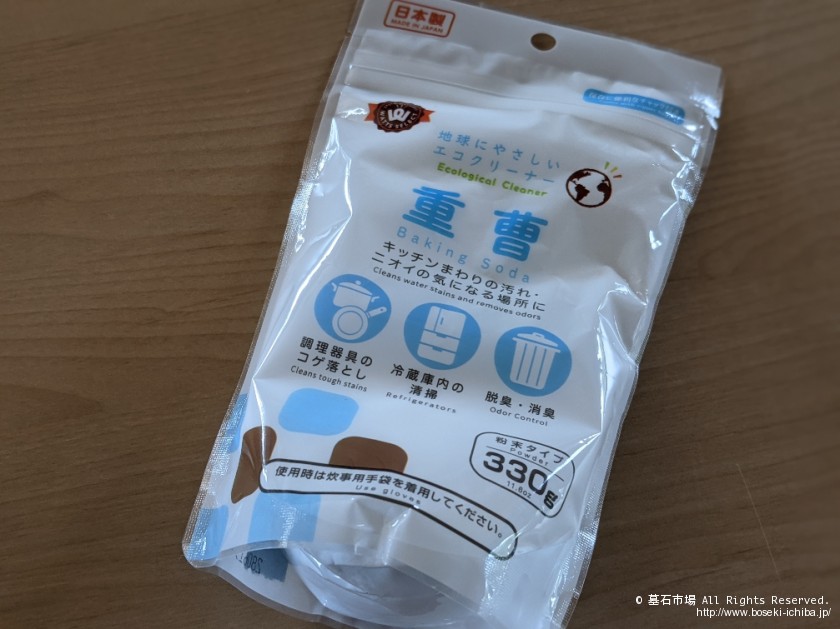 日本製
MADE IN JAPAN
WATTS SELECT
地球にやさしい
エコクリーナー
Ecological Cleaner
重曹
Baking Soda
キッチンまわりの汚れ・
ニオイの気になる場所に
Cleans water stains and removes odors
調理器具の
コゲ落とし
Cleans tough stains
冷蔵庫内の
清掃
Refrigerators
脱臭・消臭
Odor Control
粉末タイプ
Powder
330g
11.6oz
使用時は炊事用手袋を着用してください。
Use gloves
© 墓石市場 All Rights Reserved.
http://www.boseki-ichiba.jp/